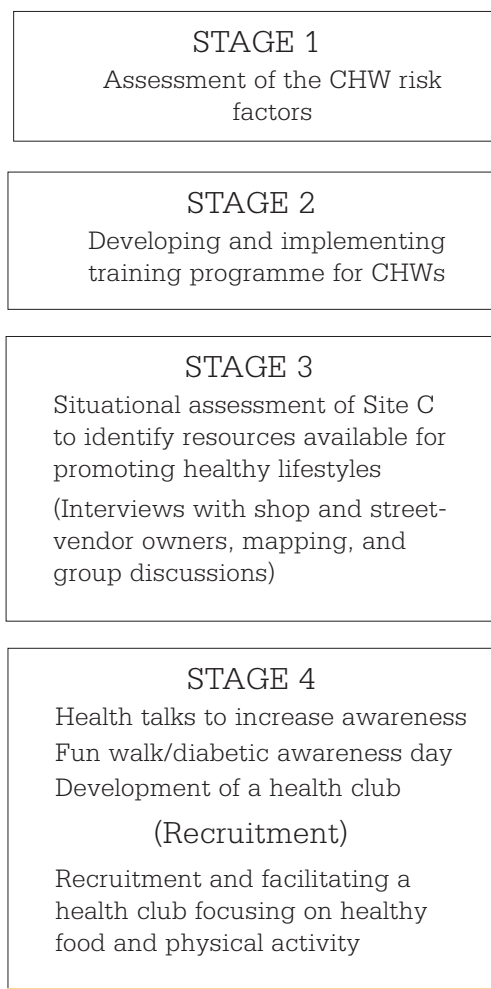 STAGE 1
Assessment of the CHW risk
factors
STAGE 2
Developing and implementing
training programme for CHWs
STAGE 3
Situational assessment of Site C
to identify resources available for
promoting healthy lifestyles
(Interviews with shop and street-
vendor owners, mapping, and
group discussions)
STAGE 4
Health talks to increase awareness
Fun walk/diabetic awareness day
Development of a health club
(Recruitment)
Recruitment and facilitating a
health club focusing on healthy
food and physical activity